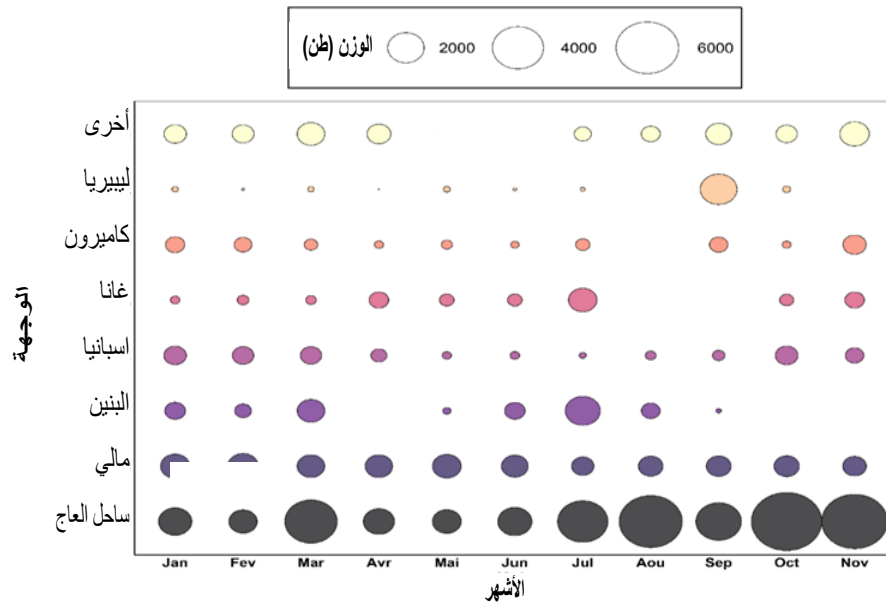 الوزن (طن) 2000 4000 6000
أخرى
ليبيريا
كاميرون
غانا
اسبانيا
البنين
مالي
ساحل العاج
الوجهة
Jan Fev Mar Avr Mai Jun Jul Aou Sep Oct Nov
الأشهر